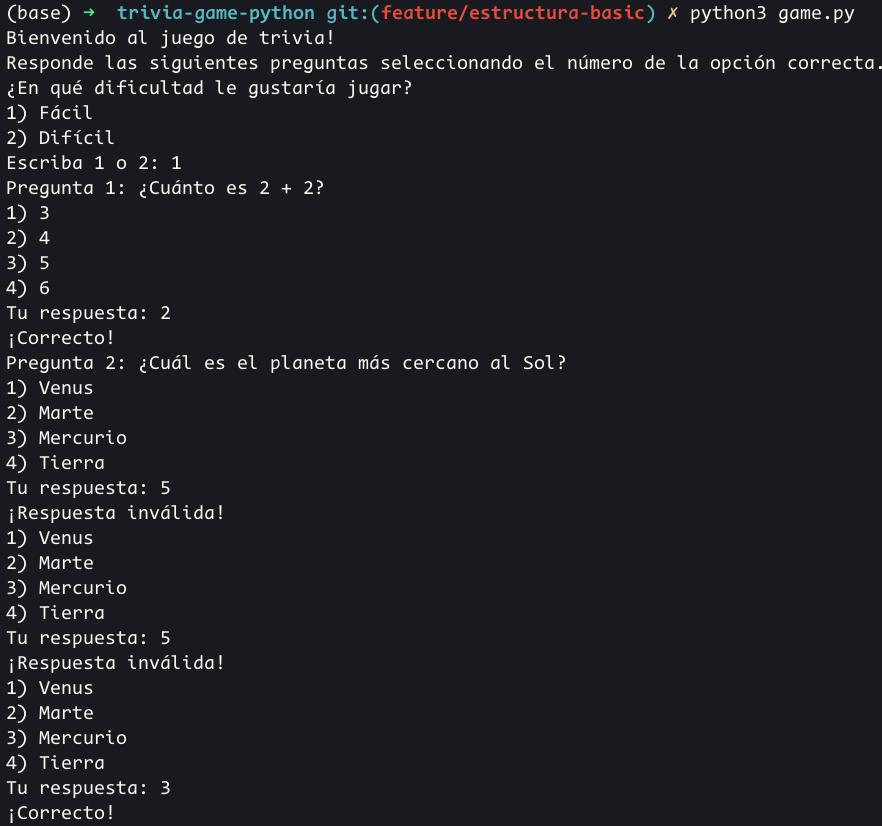 (base) ➜  trivia-game-python git:(feature/estructura-basic) ✗ python3 game.py
Bienvenido al juego de trivia!
Responde las siguientes preguntas seleccionando el número de la opción correcta.
¿En qué dificultad le gustaría jugar?
1) Fácil
2) Difícil
Escriba 1 o 2: 1
Pregunta 1: ¿Cuánto es 2 + 2?
1) 3
2) 4
3) 5
4) 6
Tu respuesta: 2
¡Correcto!
Pregunta 2: ¿Cuál es el planeta más cercano al Sol?
1) Venus
2) Marte
3) Mercurio
4) Tierra
Tu respuesta: 5
¡Respuesta inválida!
1) Venus
2) Marte
3) Mercurio
4) Tierra
Tu respuesta: 5
¡Respuesta inválida!
1) Venus
2) Marte
3) Mercurio
4) Tierra
Tu respuesta: 3
¡Correcto!